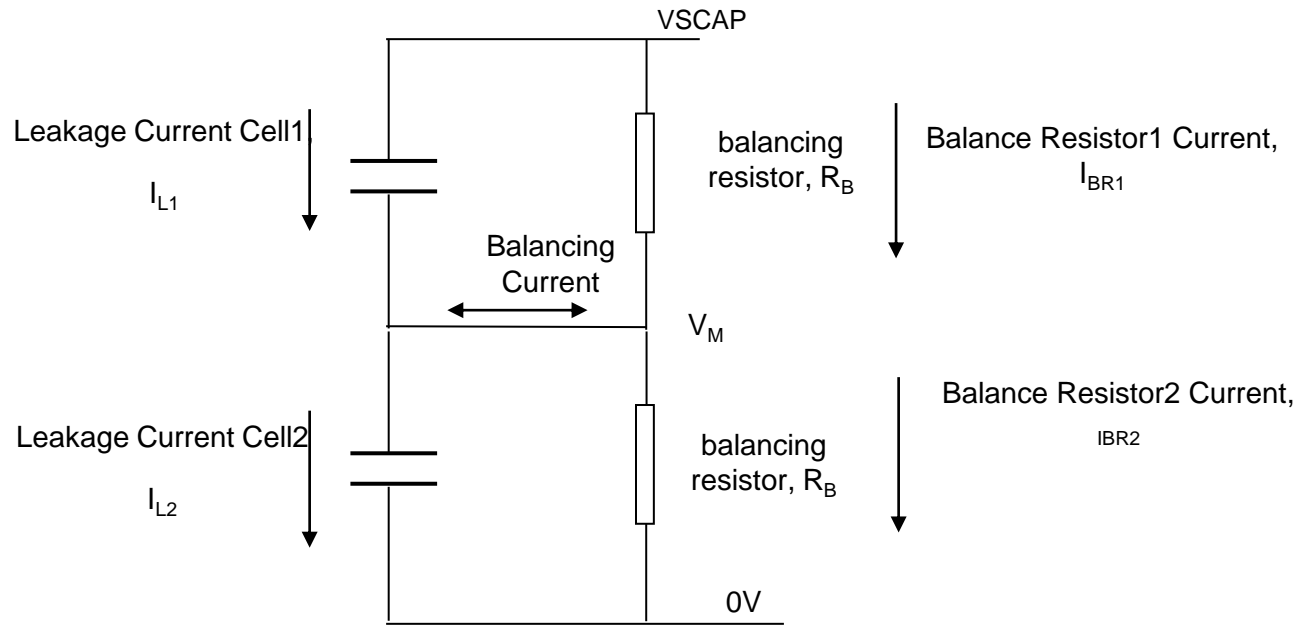 VSCAP
Leakage Current Cell1,
I_L1
balancing
resistor, R_B
Balance Resistor1 Current,
I_BR1
Balancing
Current
V_M
Leakage Current Cell2
I_L2
balancing
resistor, R_B
Balance Resistor2 Current,
IBR2
0V